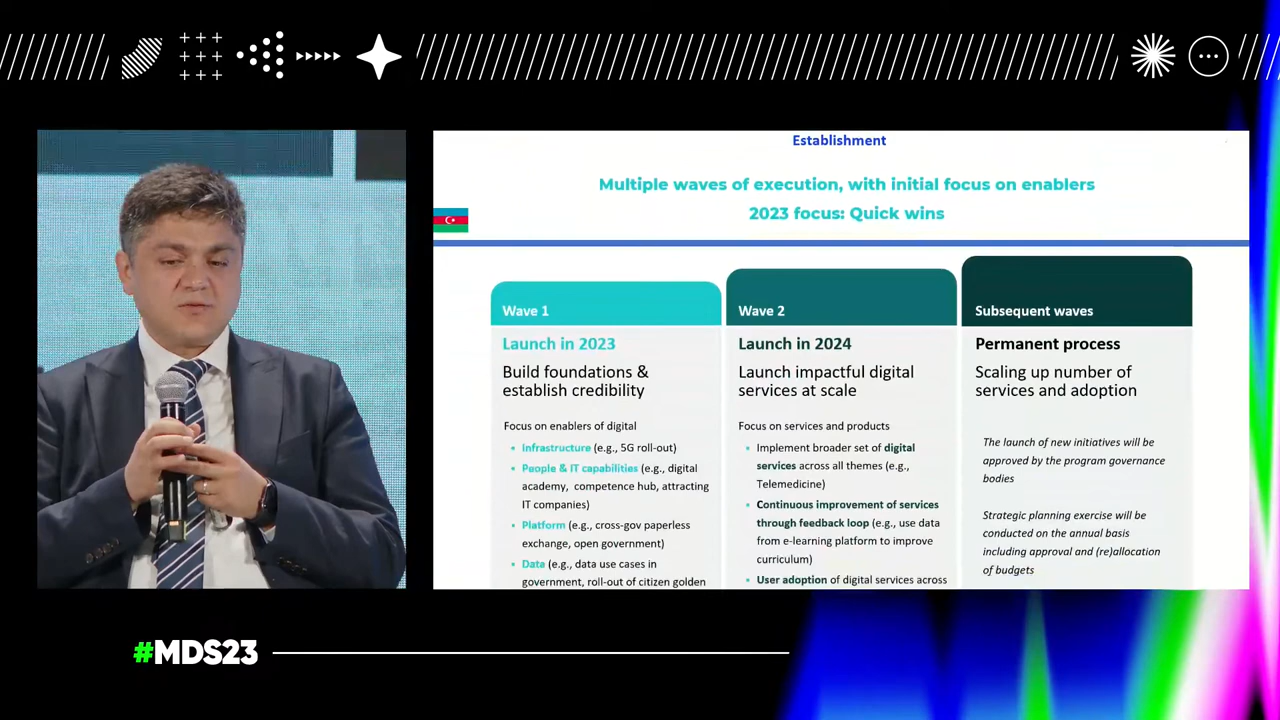 Establishment
Multiple waves of execution, with initial focus on enablers
2023 focus: Quick wins
Wave 1
Launch in 2023
Build foundations &
establish credibility
Focus on enablers of digital
• Infrastructure (e.g., 5G roll-out)
• People & IT capabilities (e.g., digital
academy, competence hub, attracting
IT companies)
• Platform (e.g., cross-gov paperless
exchange, open government)
• Data (e.g., data use cases in
government, roll-out of citizen golden
Wave 2
Launch in 2024
Launch impactful digital
services at scale
Focus on services and products
• Implement broader set of digital
services across all themes (e.g.,
Telemedicine)
• Continuous improvement of services
through feedback loop (e.g., use data
from e-learning platform to improve
curriculum)
• User adoption of digital services across
Subsequent waves
Permanent process
Scaling up number of
services and adoption
The launch of new initiatives will be
approved by the program governance
bodies
Strategic planning exercise will be
conducted on the annual basis
including approval and (re)allocation
of budgets
#MDS23